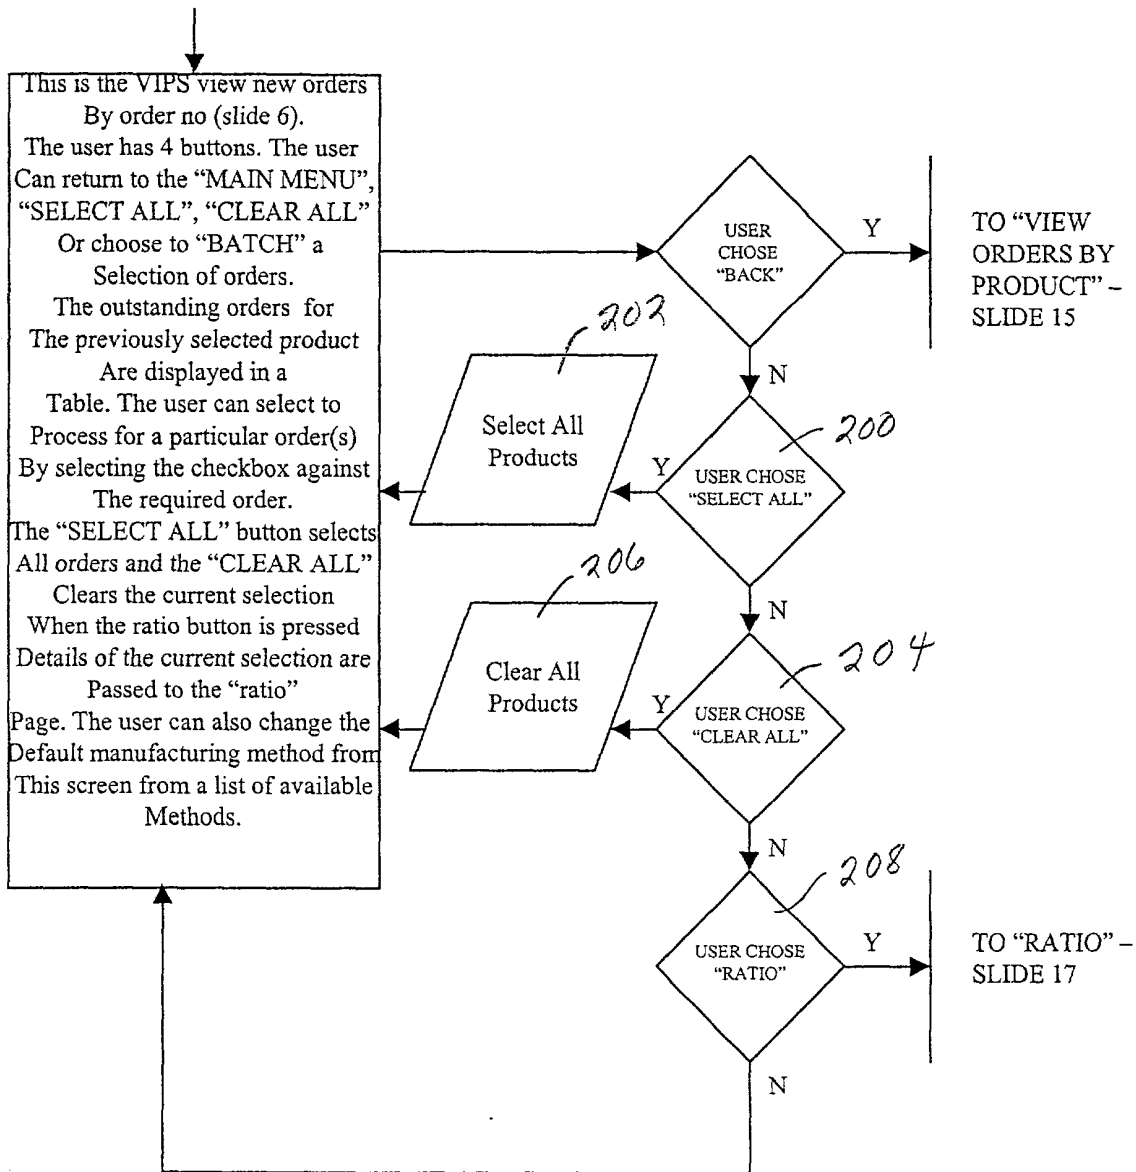 This is the VIPS view new orders
By order no (slide 6).
The user has 4 buttons. The user
Can return to the “MAIN MENU”,
“SELECT ALL”, “CLEAR ALL”
Or choose to “BATCH” a
Selection of orders.
The outstanding orders for
The previously selected product
Are displayed in a
Table. The user can select to
Process for a particular order(s)
By selecting the checkbox against
The required order.
The “SELECT ALL” button selects
All orders and the “CLEAR ALL”
Clears the current selection
When the ratio button is pressed
Details of the current selection are
Passed to the “ratio”
Page. The user can also change the
Default manufacturing method from
This screen from a list of available
Methods.
USER
CHOSE
“BACK”
Y
TO “VIEW
ORDERS BY
PRODUCT” –
SLIDE 15
N
202
Select All
Products
Y
200
USER CHOSE
“SELECT ALL”
N
206
Clear All
Products
Y
204
USER CHOSE
“CLEAR ALL”
N
208
USER CHOSE
“RATIO”
Y
TO “RATIO” –
SLIDE 17
N